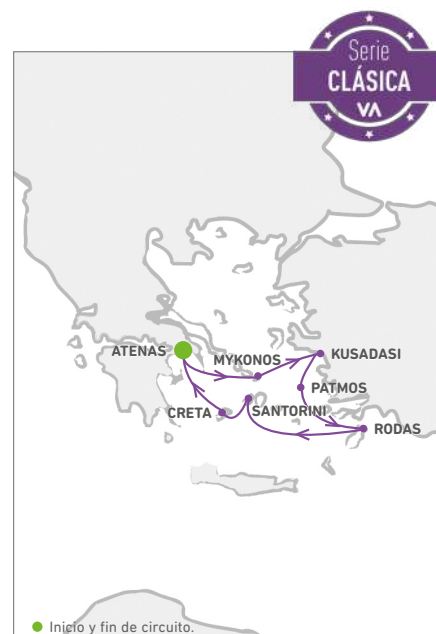 Serie
CLÁSICA
VA
ATENAS
MYKONOS
KUSADASI
PATMOS
CRETA
SANTORINI
RODAS
Inicio y fin de circuito.